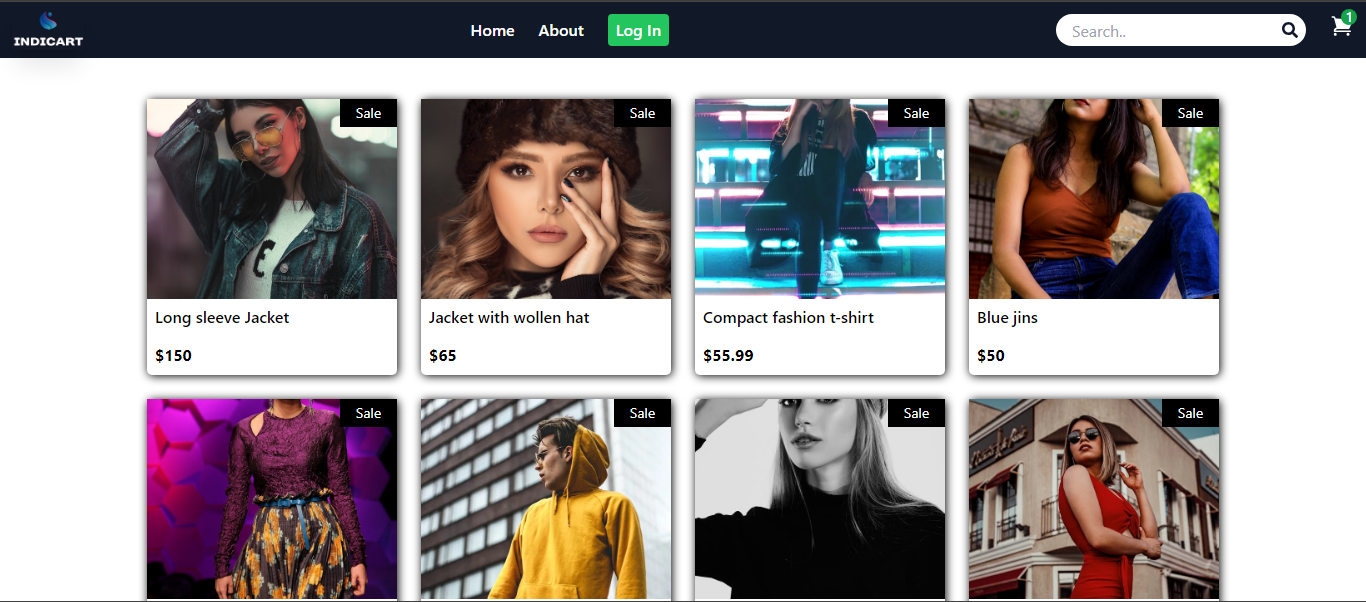 INDICART
Home
About
Log In
Search..
1
Sale
Sale
Sale
Sale
Long sleeve Jacket
Jacket with wollen hat
Compact fashion t-shirt
Blue jins
$150
$65
$55.99
$50
Sale
Sale
Sale
Sale